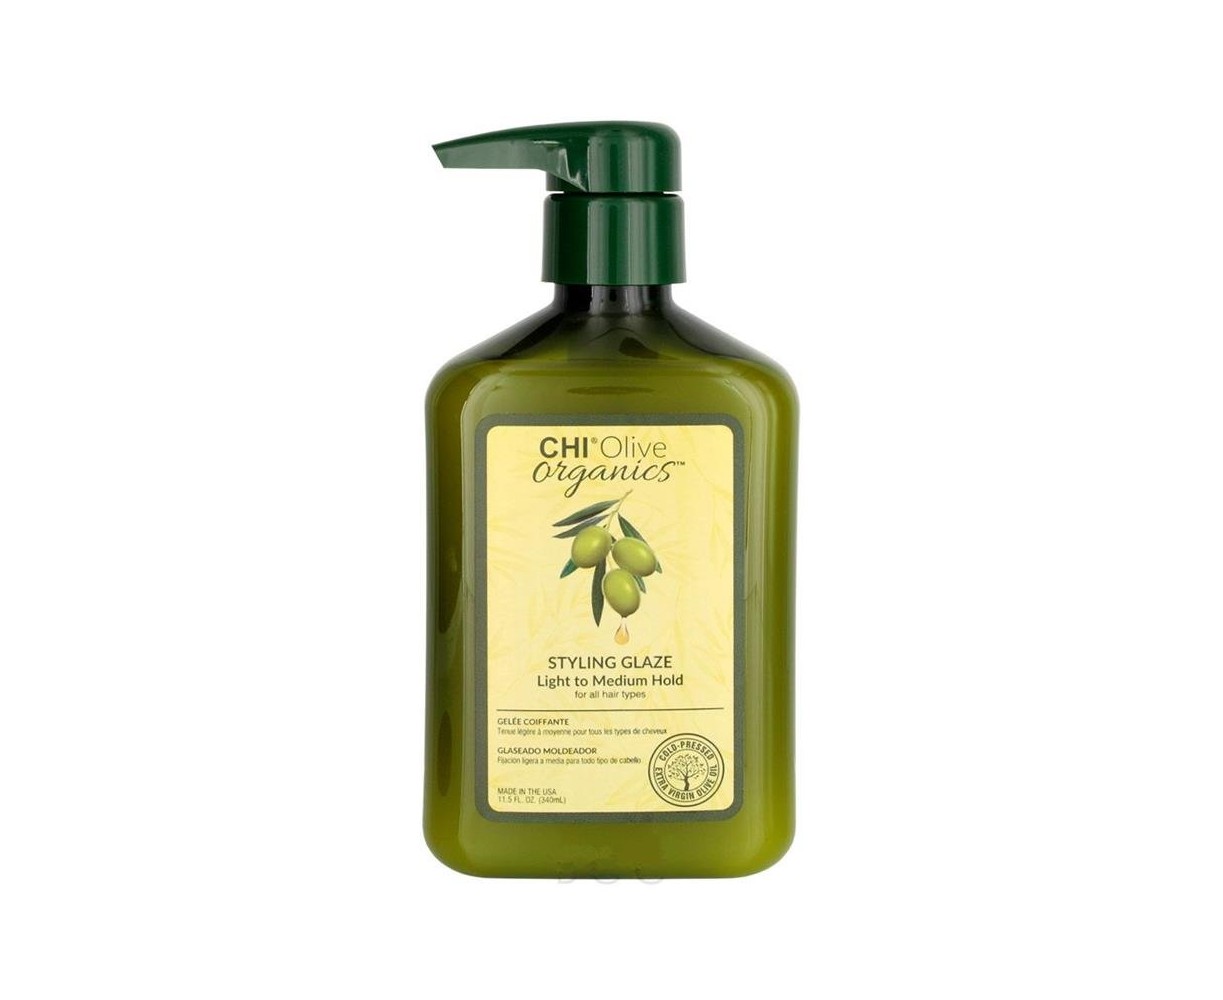 CHI® Olive
organics™
STYLING GLAZE
Light to Medium Hold
for all hair types
GELÉE COIFFANTE
Tenue légère à moyenne pour tous les types de cheveux
GLASEADO MOLDEADOR
Fijación ligera a media para todo tipo de cabello
COLD-PRESSED
EXTRA VIRGIN OLIVE OIL
MADE IN THE USA
11.5 FL. OZ. (340mL)